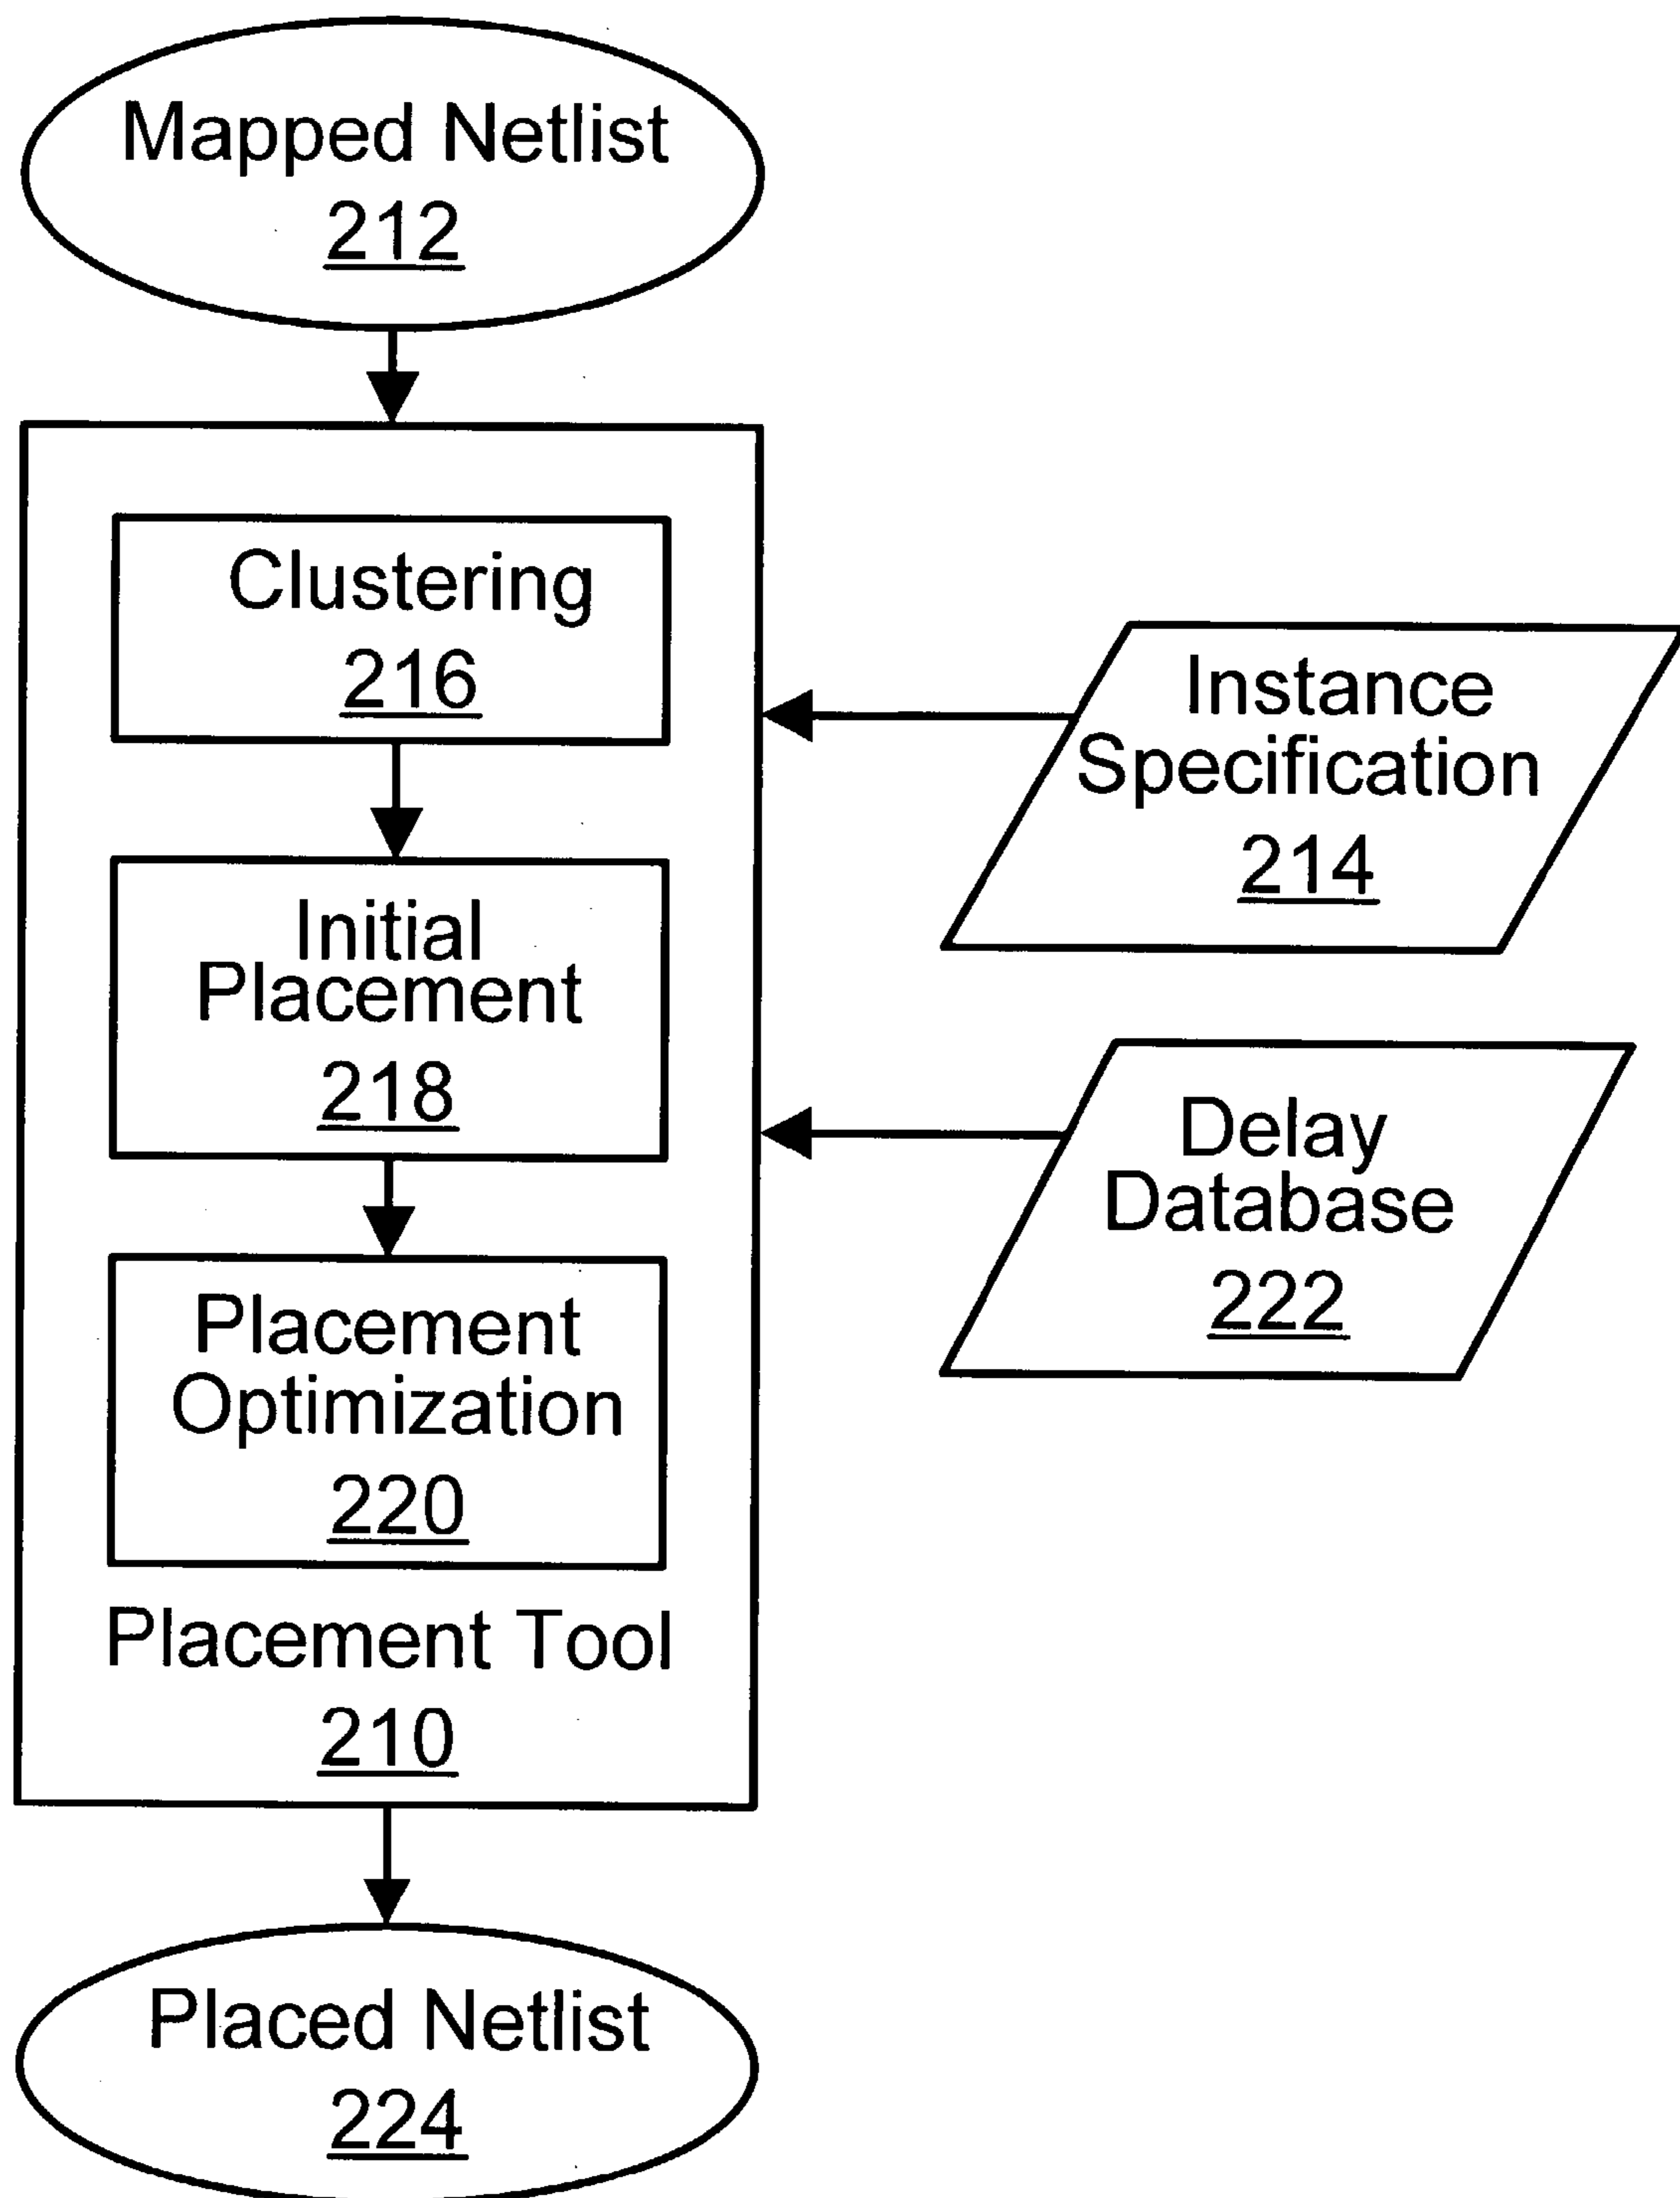 Mapped Netlist
212
Clustering
216
Instance
Specification
214
Initial
Placement
218
Delay
Database
222
Placement
Optimization
220
Placement Tool
210
Placed Netlist
224